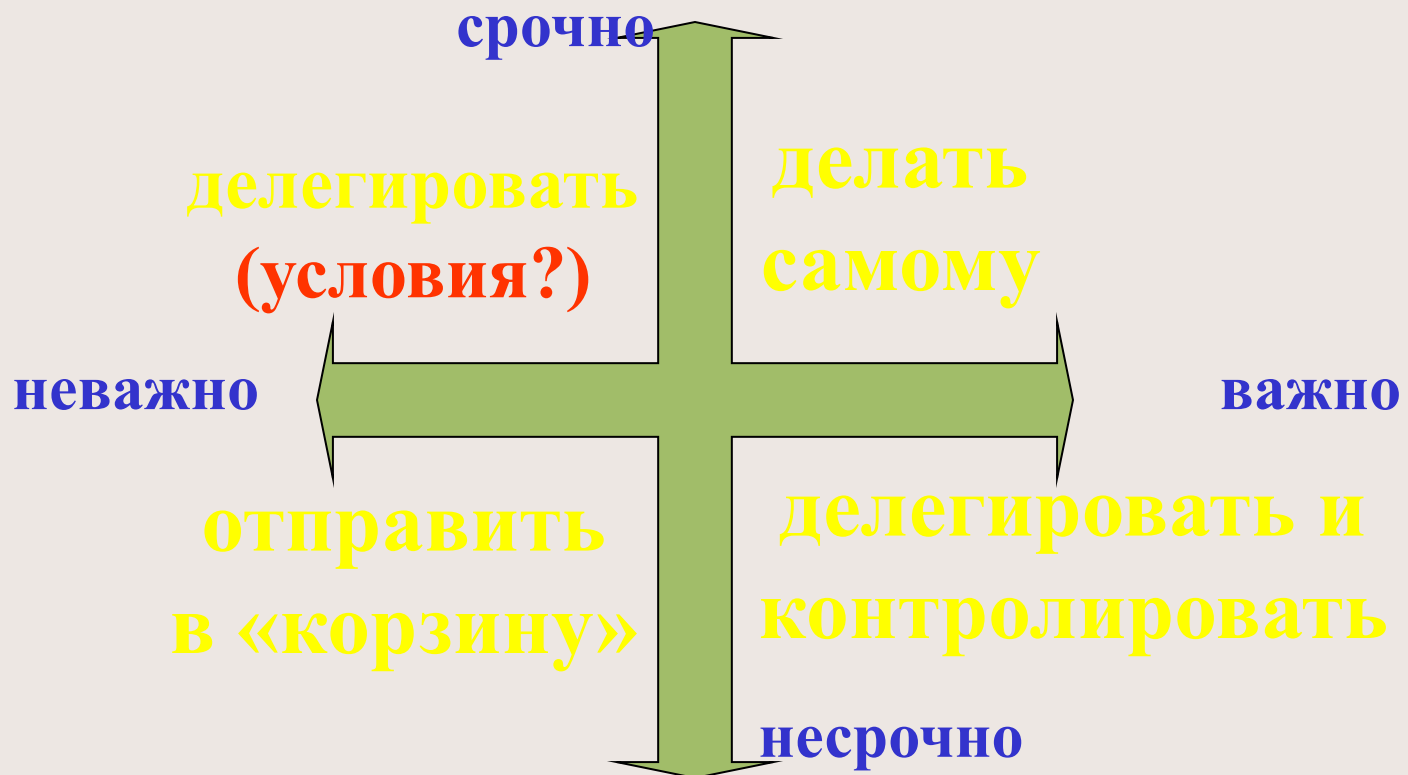 срочно
делегировать
(условия?)
делать
самому
неважно
важно
отправить
в «корзину»
делегировать и
контролировать
несрочно